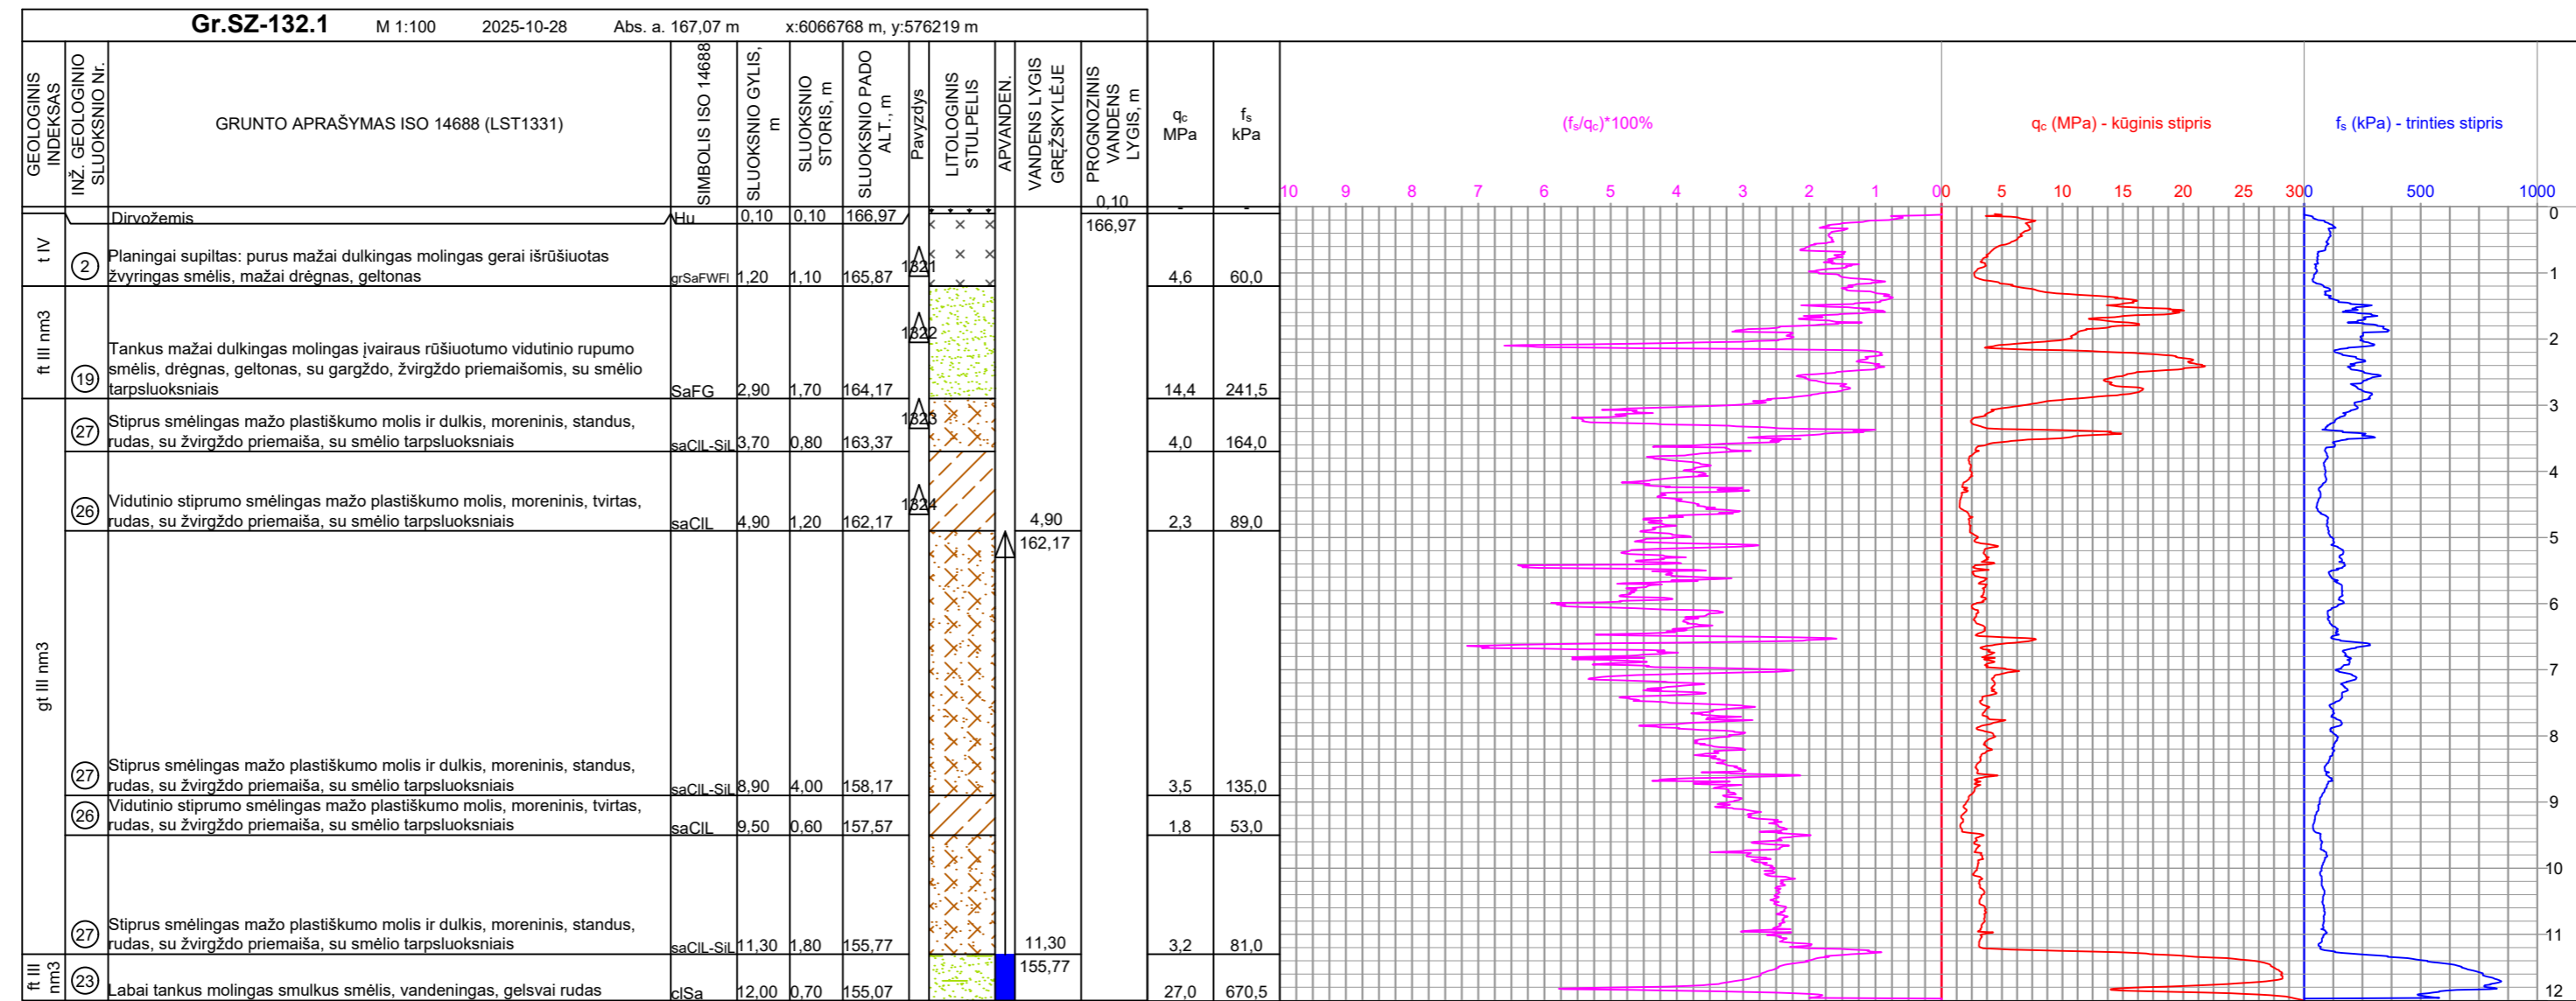 Gr.SZ-132.1 M 1:100 2025-10-28 Abs. a. 167,07 m x:6066768 m, y:576219 m
GEOLOGINIS INDEKSAS
INŽ. GEOLOGINIO SLUOKSNIO Nr.
GRUNTO APRAŠYMAS ISO 14688 (LST1331)
SIMBOLIS ISO 14688
SLUOKSNIO GYLIS, m
SLUOKSNIO STORIS, m
SLUOKSNIO PADO ALT., m
Pavyzdys
LITOLOGINIS STULPELIS
APVANDEN.
VANDENS LYGIS GRĘŽSKYLĖJE
PROGNOZINIS VANDENS LYGIS, m
qc MPa
fs kPa
(fs/qc)*100%
qc (MPa) - kūginis stipris
fs (kPa) - trinties stipris
10 9 8 7 6 5 4 3 2 1 0
0 5 10 15 20 25 30
0 500 1000
Dirvožemis Hu 0,10 0,10 166,97 0,10 - -
166,97
t IV
2 Planingai supiltas: purus mažai dulkingas molingas gerai išrūšiuotas
žvyringas smėlis, mažai drėgnas, geltonas grSaFWFl 1,20 1,10 165,87 1321 4,6 60,0
ft III nm3
19 Tankus mažai dulkingas molingas įvairaus rūšiuotumo vidutinio rupumo
smėlis, drėgnas, geltonas, su gargždo, žvirgždo priemaišomis, su smėlio
tarpsluoksniais SaFG 2,90 1,70 164,17 1322 14,4 241,5
gt III nm3
27 Stiprus smėlingas mažo plastiškumo molis ir dulkis, moreninis, standus,
rudas, su žvirgždo priemaiša, su smėlio tarpsluoksniais saClL-SiL 3,70 0,80 163,37 1323 4,0 164,0
26 Vidutinio stiprumo smėlingas mažo plastiškumo molis, moreninis, tvirtas,
rudas, su žvirgždo priemaiša, su smėlio tarpsluoksniais saClL 4,90 1,20 162,17 1324 4,90 2,3 89,0
162,17
27 Stiprus smėlingas mažo plastiškumo molis ir dulkis, moreninis, standus,
rudas, su žvirgždo priemaiša, su smėlio tarpsluoksniais saClL-SiL 8,90 4,00 158,17 3,5 135,0
26 Vidutinio stiprumo smėlingas mažo plastiškumo molis, moreninis, tvirtas,
rudas, su žvirgždo priemaiša, su smėlio tarpsluoksniais saClL 9,50 0,60 157,57 1,8 53,0
27 Stiprus smėlingas mažo plastiškumo molis ir dulkis, moreninis, standus,
rudas, su žvirgždo priemaiša, su smėlio tarpsluoksniais saClL-SiL 11,30 1,80 155,77 11,30 3,2 81,0
155,77
ft III nm3
23 Labai tankus molingas smulkus smėlis, vandeningas, gelsvai rudas clSa 12,00 0,70 155,07 27,0 670,5
0
1
2
3
4
5
6
7
8
9
10
11
12